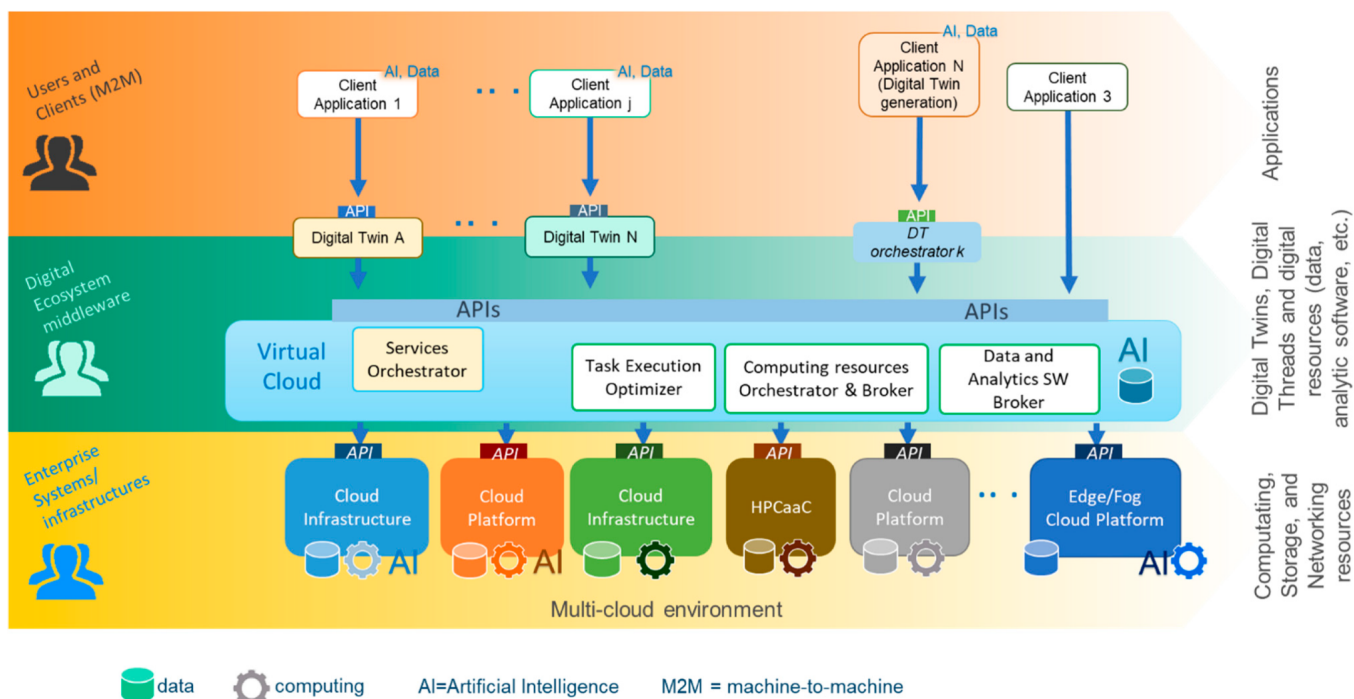 Users and
Clients (M2M)
AI, Data
Client
Application 1
. . .
AI, Data
Client
Application j
AI, Data
Client
Application N
(Digital Twin
generation)
Client
Application 3
Applications
API
Digital Twin A
. . .
API
Digital Twin N
API
DT
orchestrator k
Digital
Ecosystem
middleware
APIs
APIs
Virtual
Cloud
Services
Orchestrator
Task Execution
Optimizer
Computing resources
Orchestrator & Broker
Data and
Analytics SW
Broker
AI
Digital Twins, Digital
Threads and digital
resources (data,
analytic software, etc.)
Enterprise
Systems/
infrastructures
API
Cloud
Infrastructure
AI
API
Cloud
Platform
AI
API
Cloud
Infrastructure
API
HPCaaC
API
Cloud
Platform
. . .
API
Edge/Fog
Cloud Platform
AI
Computating,
Storage, and
Networking
resources
Multi-cloud environment
data
computing
AI=Artificial Intelligence
M2M = machine-to-machine